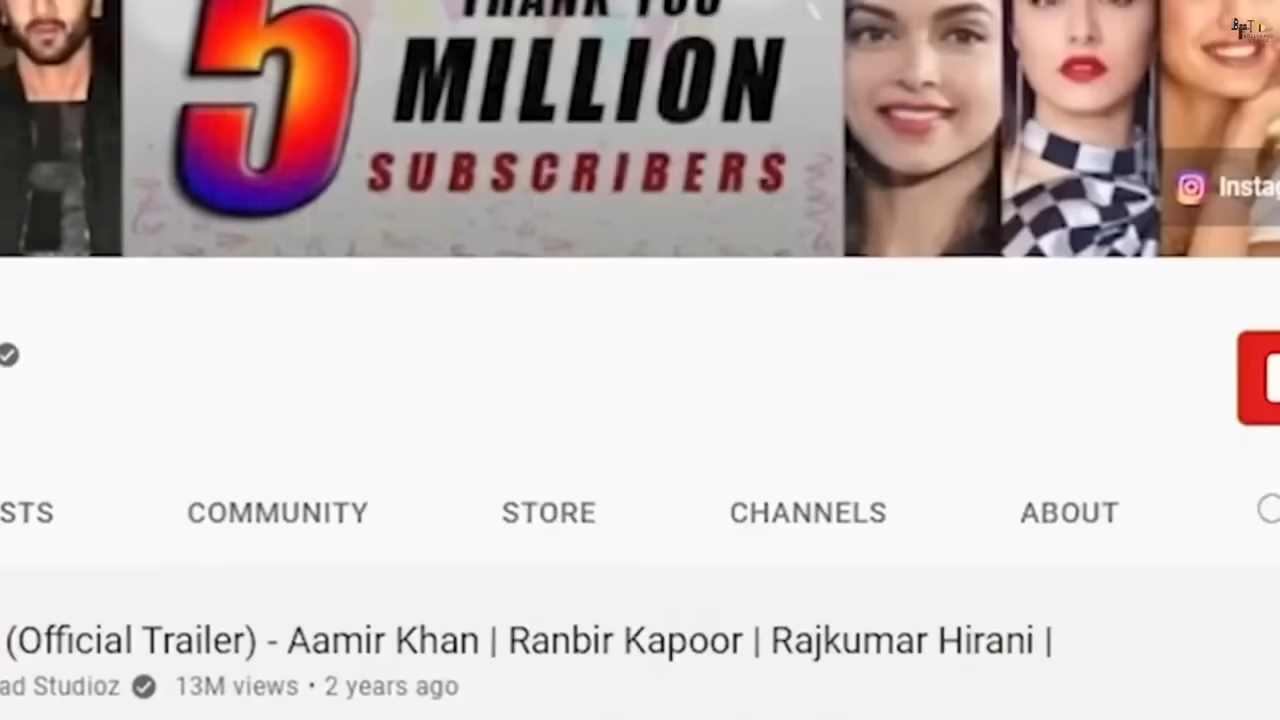 THANK YOU
5 MILLION
SUBSCRIBERS
STS COMMUNITY STORE CHANNELS ABOUT
(Official Trailer) - Aamir Khan | Ranbir Kapoor | Rajkumar Hirani |
ad Studioz 13M views • 2 years ago